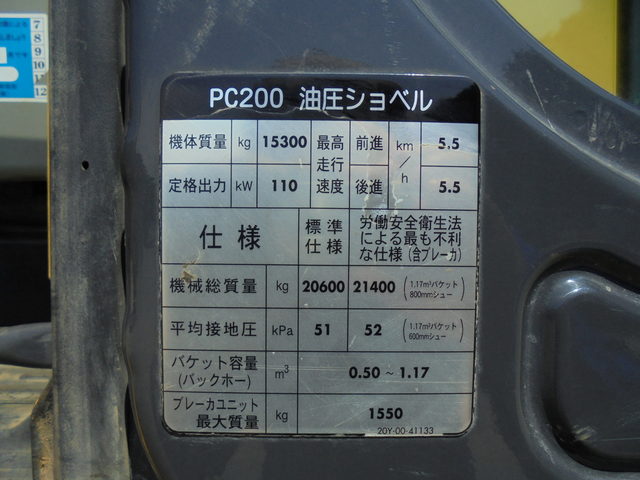 7
8
9
10
12
PC200 油圧ショベル
機体質量 kg 15300 最高走行速度 前進 km/h 5.5
定格出力 kW 110 後進 5.5
仕様 標準仕様 労働安全衛生法による最も不利な仕様(含ブレーカ)
機械総質量 kg 20600 21400 (1.17m³バケット 800mmシュー)
平均接地圧 kPa 51 52 (1.17m³バケット 600mmシュー)
バケット容量(バックホー) m³ 0.50~1.17
ブレーカユニット最大質量 kg 1550
20Y-00-41133